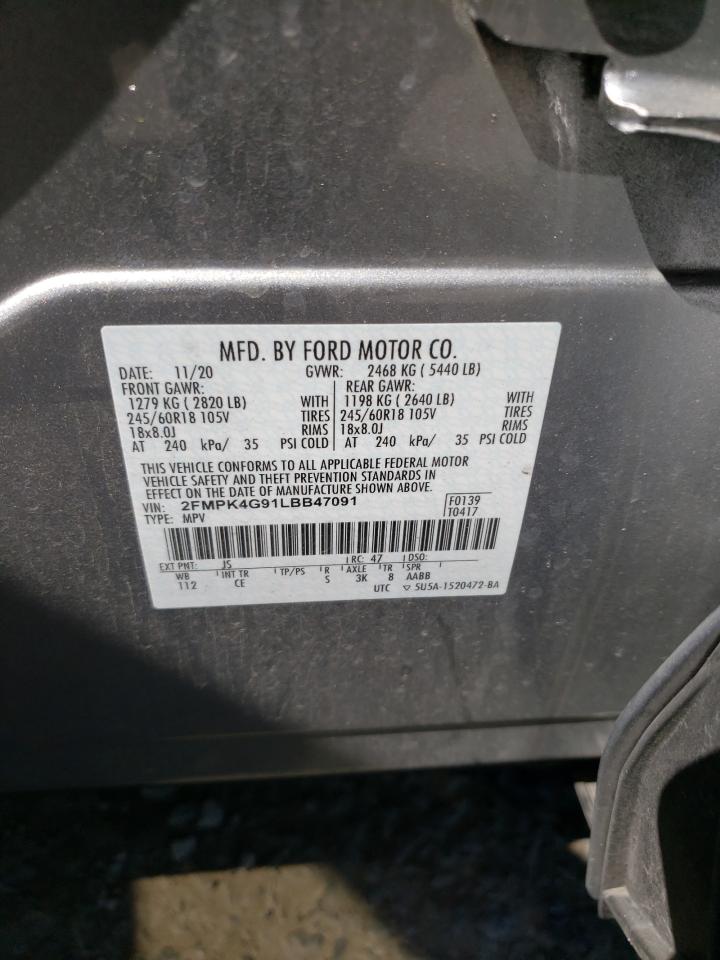 MFD. BY FORD MOTOR CO.
DATE: 11/20 GVWR: 2468 KG ( 5440 LB)
FRONT GAWR: REAR GAWR:
1279 KG ( 2820 LB) WITH 1198 KG ( 2640 LB) WITH
245/60R18 105V TIRES 245/60R18 105V TIRES
18x8.0J RIMS 18x8.0J RIMS
AT 240 kPa/ 35 PSI COLD AT 240 kPa/ 35 PSI COLD
THIS VEHICLE CONFORMS TO ALL APPLICABLE FEDERAL MOTOR
VEHICLE SAFETY AND THEFT PREVENTION STANDARDS IN
EFFECT ON THE DATE OF MANUFACTURE SHOWN ABOVE.
VIN: 2FMPK4G91LBB47091 F0139
TYPE: MPV T0417
EXT PNT: JS RC: 47 DSO:
WB INT TR TP/PS R AXLE TR SPR
112 CE S 3K 8 AABB
UTC ▽ 5U5A-1520472-BA